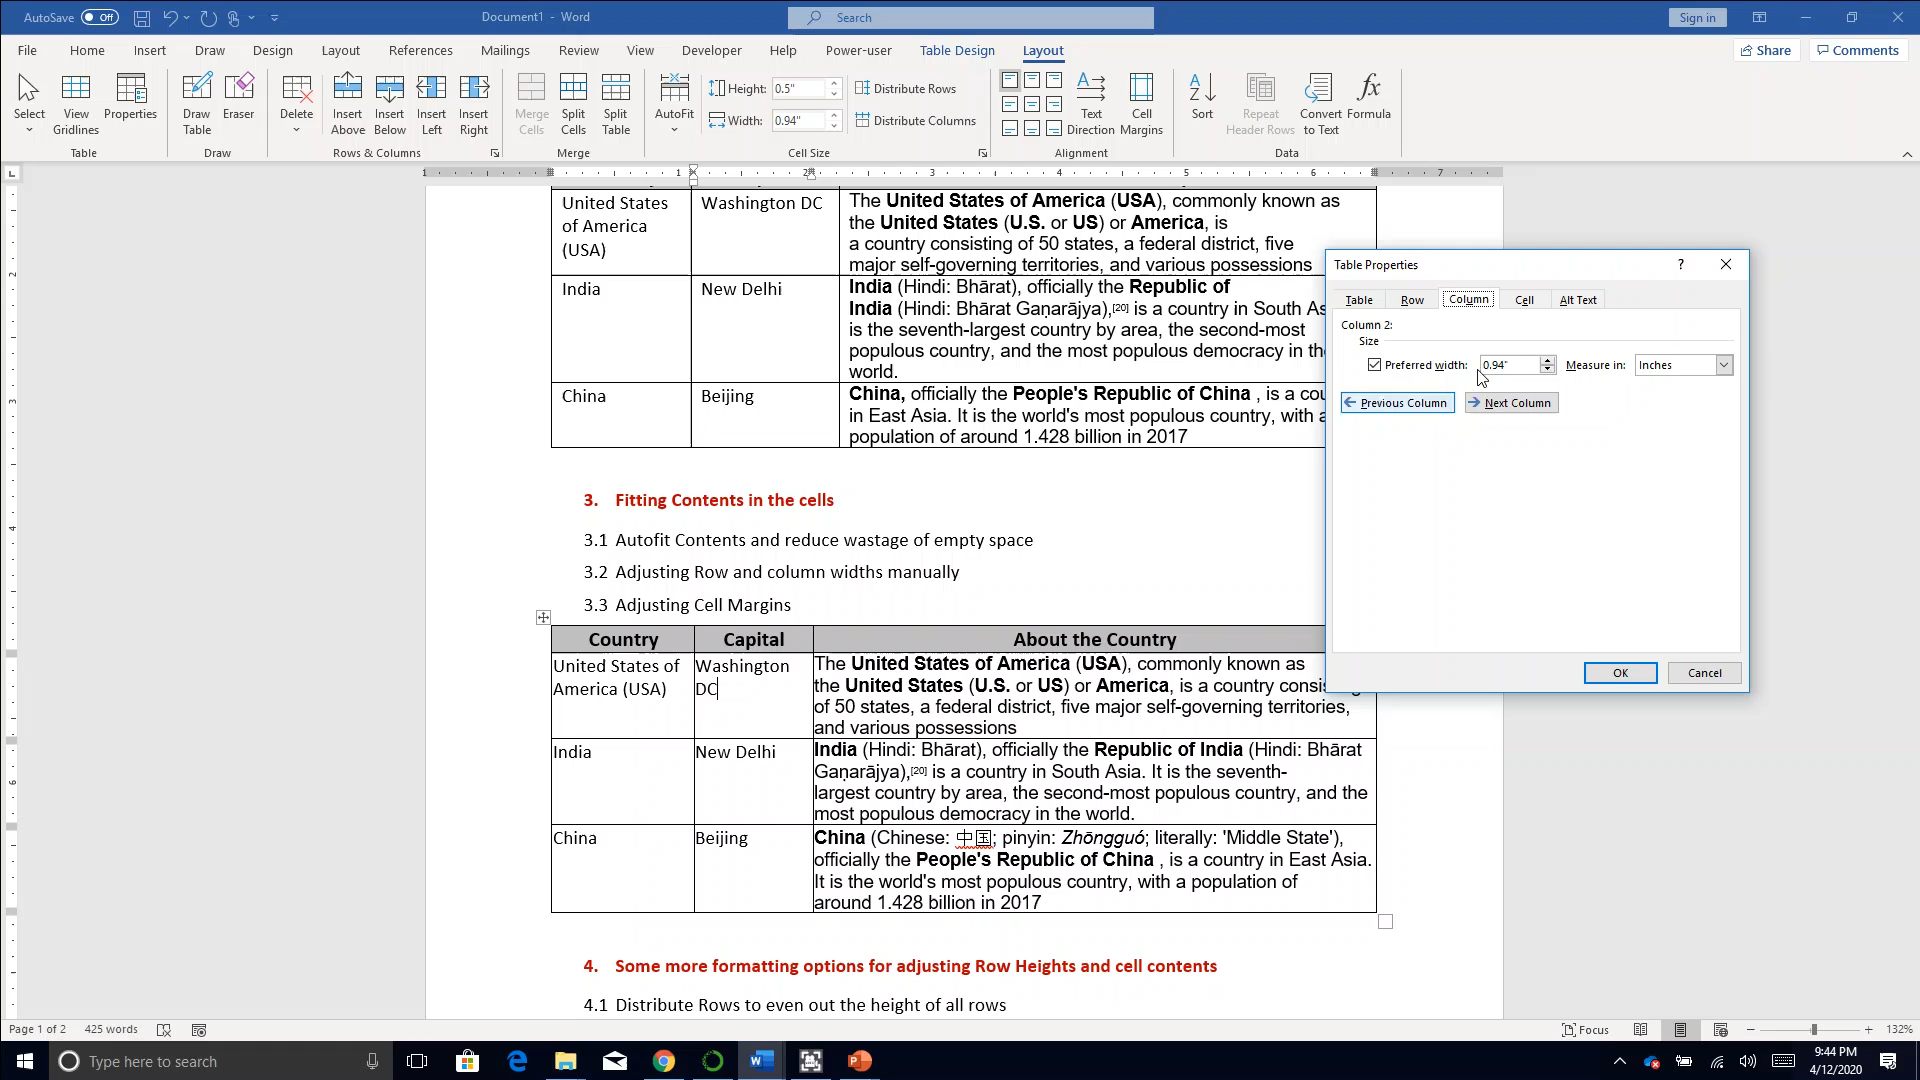 AutoSave Off Document1 - Word Search Sign in
File Home Insert Draw Design Layout References Mailings Review View Developer Help Power-user Table Design Layout Share Comments
Select View Gridlines Properties Draw Table Eraser Delete Insert Above Insert Below Insert Left Insert Right Merge Cells Split Cells Split Table AutoFit Height: 0.5" Distribute Rows Width: 0.94" Distribute Columns Text Direction Cell Margins Sort Repeat Header Rows Convert to Text Formula
Table Draw Rows & Columns Merge Cell Size Alignment Data
1 1 2 3 4 5 6 7
United States of America (USA)
Washington DC
The United States of America (USA), commonly known as
the United States (U.S. or US) or America, is
a country consisting of 50 states, a federal district, five
major self-governing territories, and various possessions
India
New Delhi
India (Hindi: Bhārat), officially the Republic of
India (Hindi: Bhārat Gaṇarājya),[20] is a country in South As
is the seventh-largest country by area, the second-most
populous country, and the most populous democracy in the
world.
China
Beijing
China, officially the People's Republic of China , is a cou
in East Asia. It is the world's most populous country, with a
population of around 1.428 billion in 2017
3. Fitting Contents in the cells
3.1 Autofit Contents and reduce wastage of empty space
3.2 Adjusting Row and column widths manually
3.3 Adjusting Cell Margins
Country Capital About the Country
United States of
America (USA)
Washington
DC
The United States of America (USA), commonly known as
the United States (U.S. or US) or America, is a country consis
of 50 states, a federal district, five major self-governing territories,
and various possessions
India
New Delhi
India (Hindi: Bhārat), officially the Republic of India (Hindi: Bhārat
Gaṇarājya),[20] is a country in South Asia. It is the seventh-
largest country by area, the second-most populous country, and the
most populous democracy in the world.
China
Beijing
China (Chinese: 中国; pinyin: Zhōngguó; literally: 'Middle State'),
officially the People's Republic of China , is a country in East Asia.
It is the world's most populous country, with a population of
around 1.428 billion in 2017
4. Some more formatting options for adjusting Row Heights and cell contents
4.1 Distribute Rows to even out the height of all rows
Table Properties ?
Table Row Column Cell Alt Text
Column 2:
Size
Preferred width: 0.94" Measure in: Inches
Previous Column Next Column
OK Cancel
Page 1 of 2 425 words Focus 132%
Type here to search
9:44 PM
4/12/2020